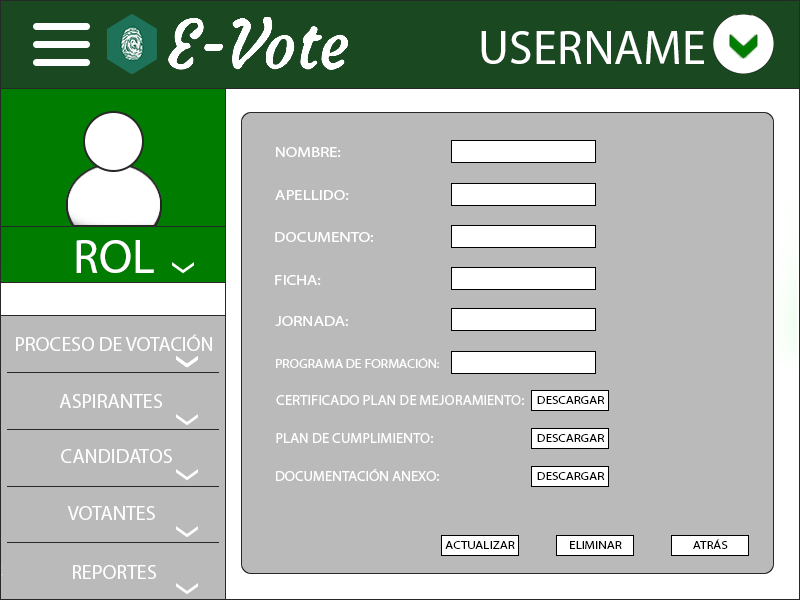 E-Vote
USERNAME
ROL
PROCESO DE VOTACIÓN
ASPIRANTES
CANDIDATOS
VOTANTES
REPORTES
NOMBRE:
APELLIDO:
DOCUMENTO:
FICHA:
JORNADA:
PROGRAMA DE FORMACIÓN:
CERTIFICADO PLAN DE MEJORAMIENTO: DESCARGAR
PLAN DE CUMPLIMIENTO: DESCARGAR
DOCUMENTACIÓN ANEXO: DESCARGAR
ACTUALIZAR ELIMINAR ATRÁS